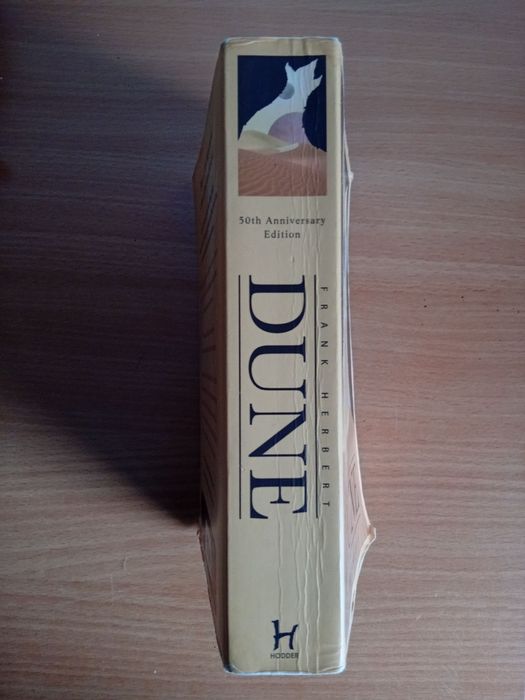 50th Anniversary
Edition
FRANK HERBERT
DUNE
H
HODDER